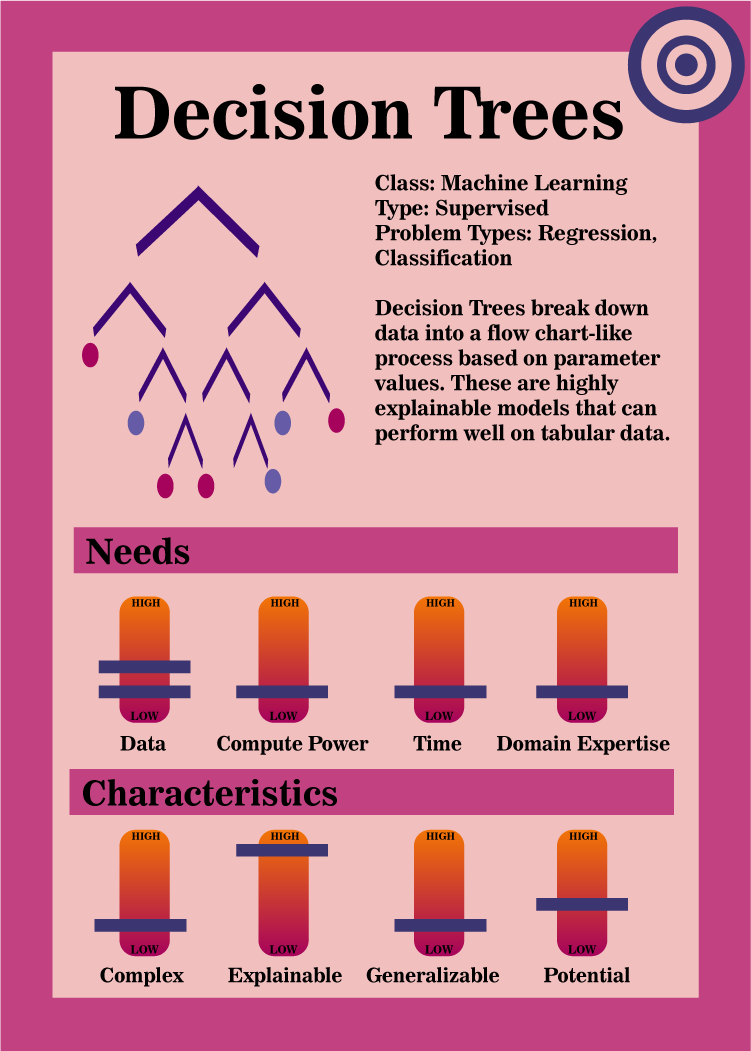 Decision Trees
Class: Machine Learning
Type: Supervised
Problem Types: Regression,
Classification
Decision Trees break down
data into a flow chart-like
process based on parameter
values. These are highly
explainable models that can
perform well on tabular data.
Needs
HIGH HIGH HIGH HIGH
LOW LOW LOW LOW
Data Compute Power Time Domain Expertise
Characteristics
HIGH HIGH HIGH HIGH
LOW LOW LOW LOW
Complex Explainable Generalizable Potential